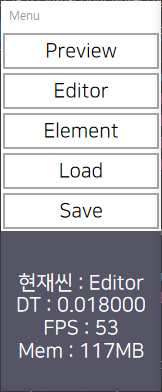 Menu
Preview
Editor
Element
Load
Save
현재씬 : Editor
DT : 0.018000
FPS : 53
Mem : 117MB